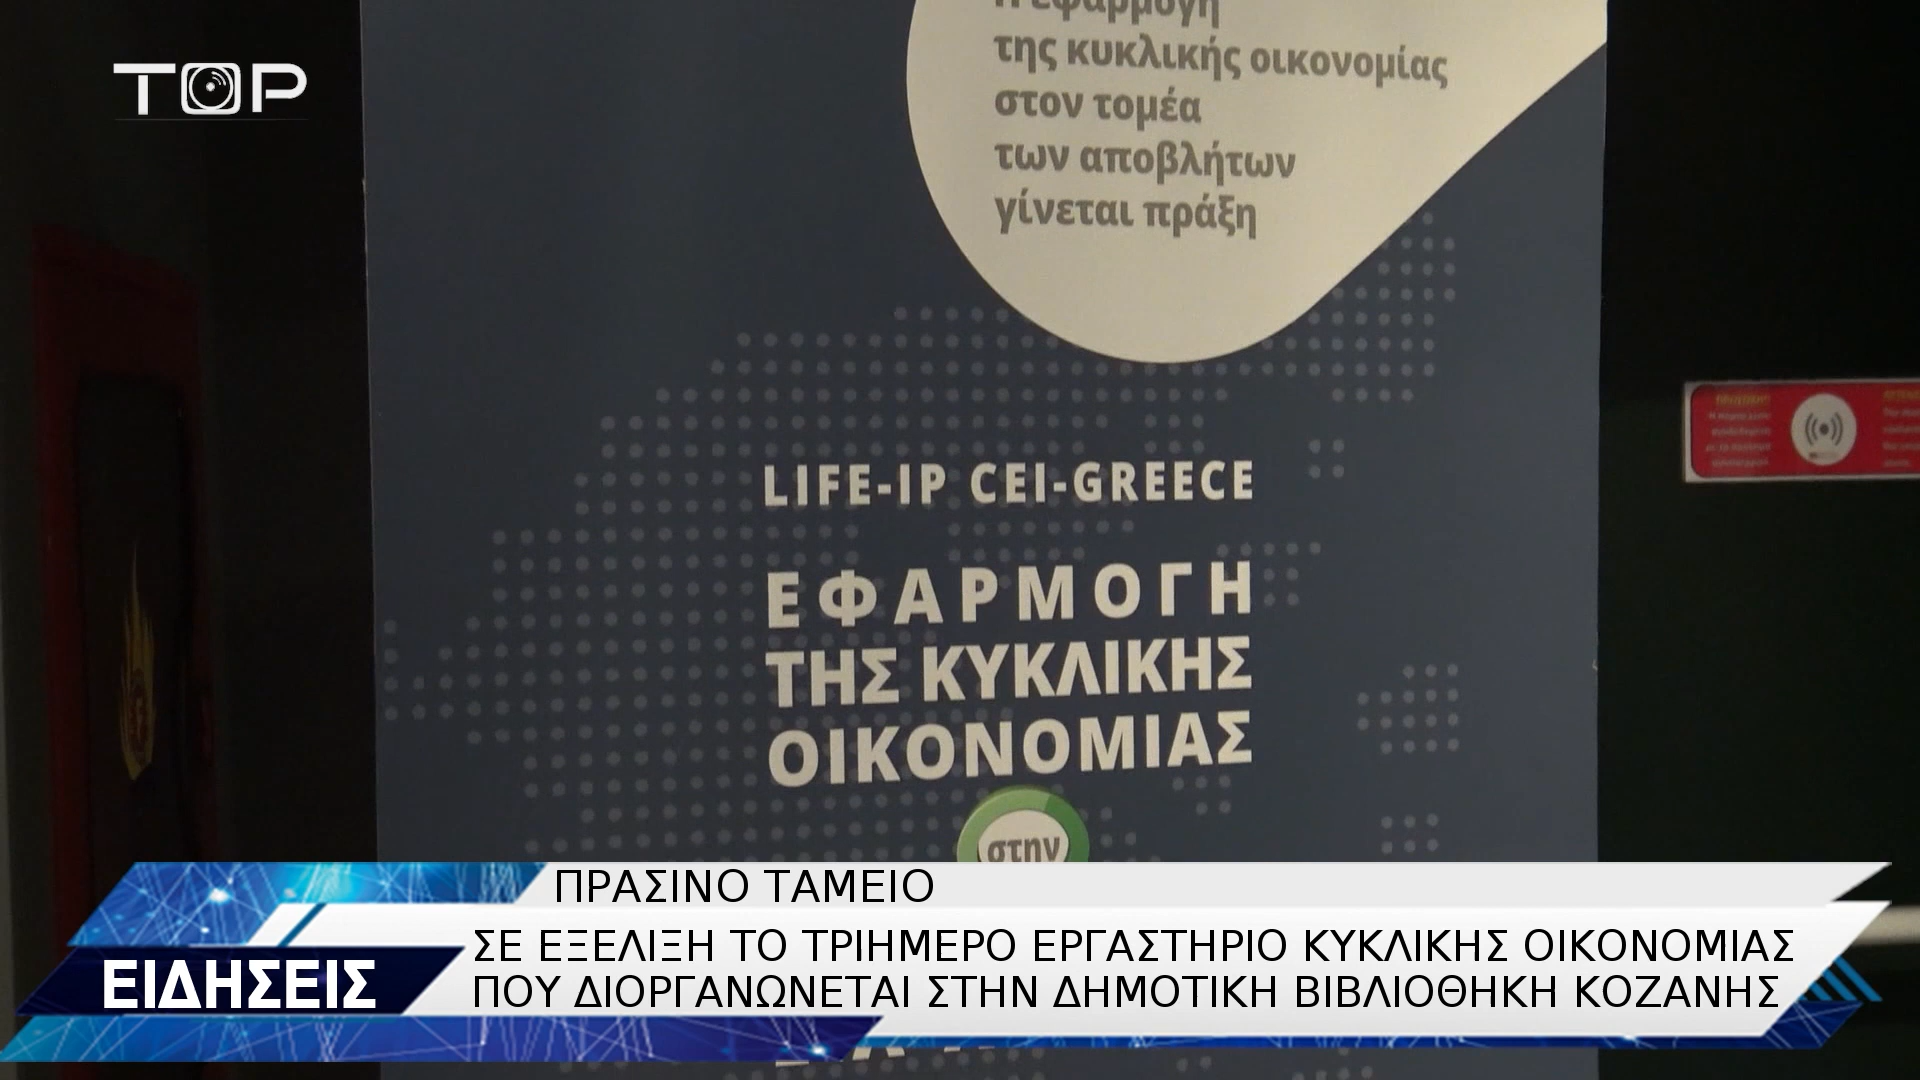 TOP
η εφαρμογή
της κυκλικής οικονομίας
στον τομέα
των αποβλήτων
γίνεται πράξη
LIFE-IP CEI-GREECE
ΕΦΑΡΜΟΓΗ
ΤΗΣ ΚΥΚΛΙΚΗΣ
ΟΙΚΟΝΟΜΙΑΣ
στην
ΠΡΑΣΙΝΟ ΤΑΜΕΙΟ
ΕΙΔΗΣΕΙΣ
ΣΕ ΕΞΕΛΙΞΗ ΤΟ ΤΡΙΗΜΕΡΟ ΕΡΓΑΣΤΗΡΙΟ ΚΥΚΛΙΚΗΣ ΟΙΚΟΝΟΜΙΑΣ
ΠΟΥ ΔΙΟΡΓΑΝΩΝΕΤΑΙ ΣΤΗΝ ΔΗΜΟΤΙΚΗ ΒΙΒΛΙΟΘΗΚΗ ΚΟΖΑΝΗΣ